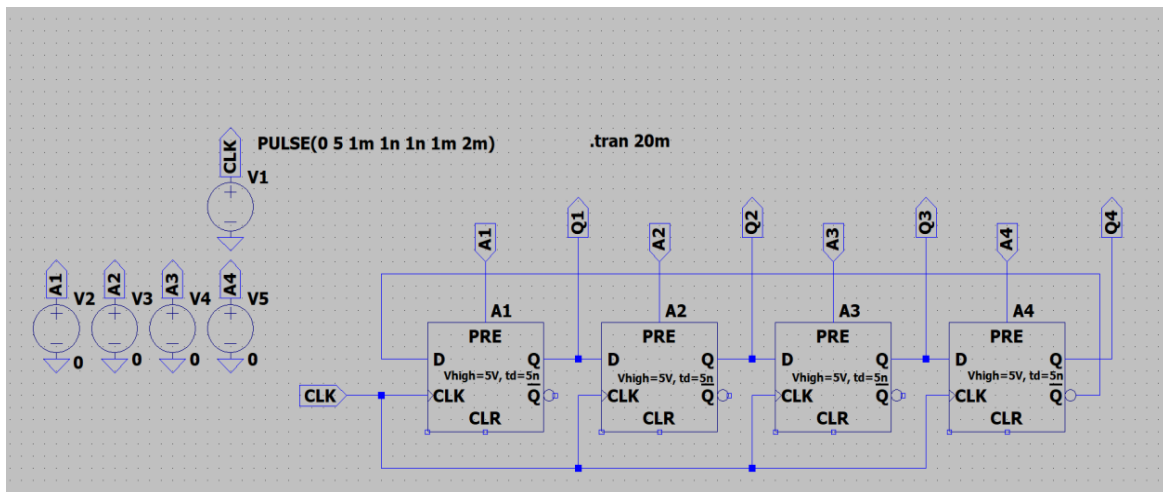 PULSE(0 5 1m 1n 1n 1m 2m)
.tran 20m
CLK
V1
A1
Q1
A2
Q2
A3
Q3
A4
Q4
A1
V2
A2
V3
A3
V4
A4
V5
0
0
0
0
A1
PRE
D
Q
Vhigh=5V, td=5n
CLK
Q̅
CLR
A2
PRE
D
Q
Vhigh=5V, td=5n
CLK
Q̅
CLR
A3
PRE
D
Q
Vhigh=5V, td=5n
CLK
Q̅
CLR
A4
PRE
D
Q
Vhigh=5V, td=5n
CLK
Q̅
CLR
CLK